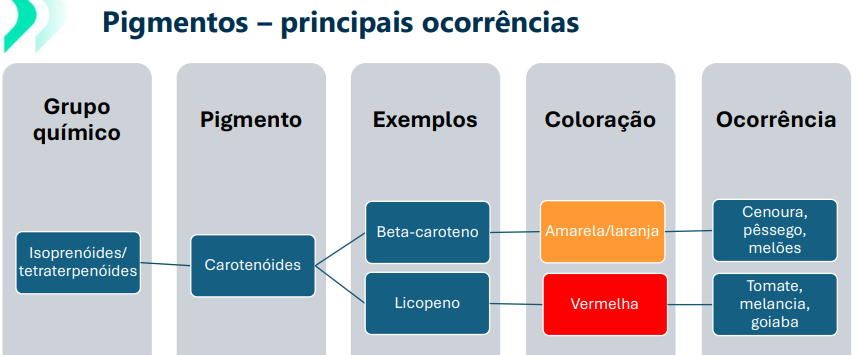 Pigmentos – principais ocorrências
Grupo
químico
Pigmento
Exemplos
Coloração
Ocorrência
Isoprenóides/
tetraterpenóides
Carotenóides
Beta-caroteno
Amarela/laranja
Cenoura,
pêssego,
melões
Licopeno
Vermelha
Tomate,
melancia,
goiaba